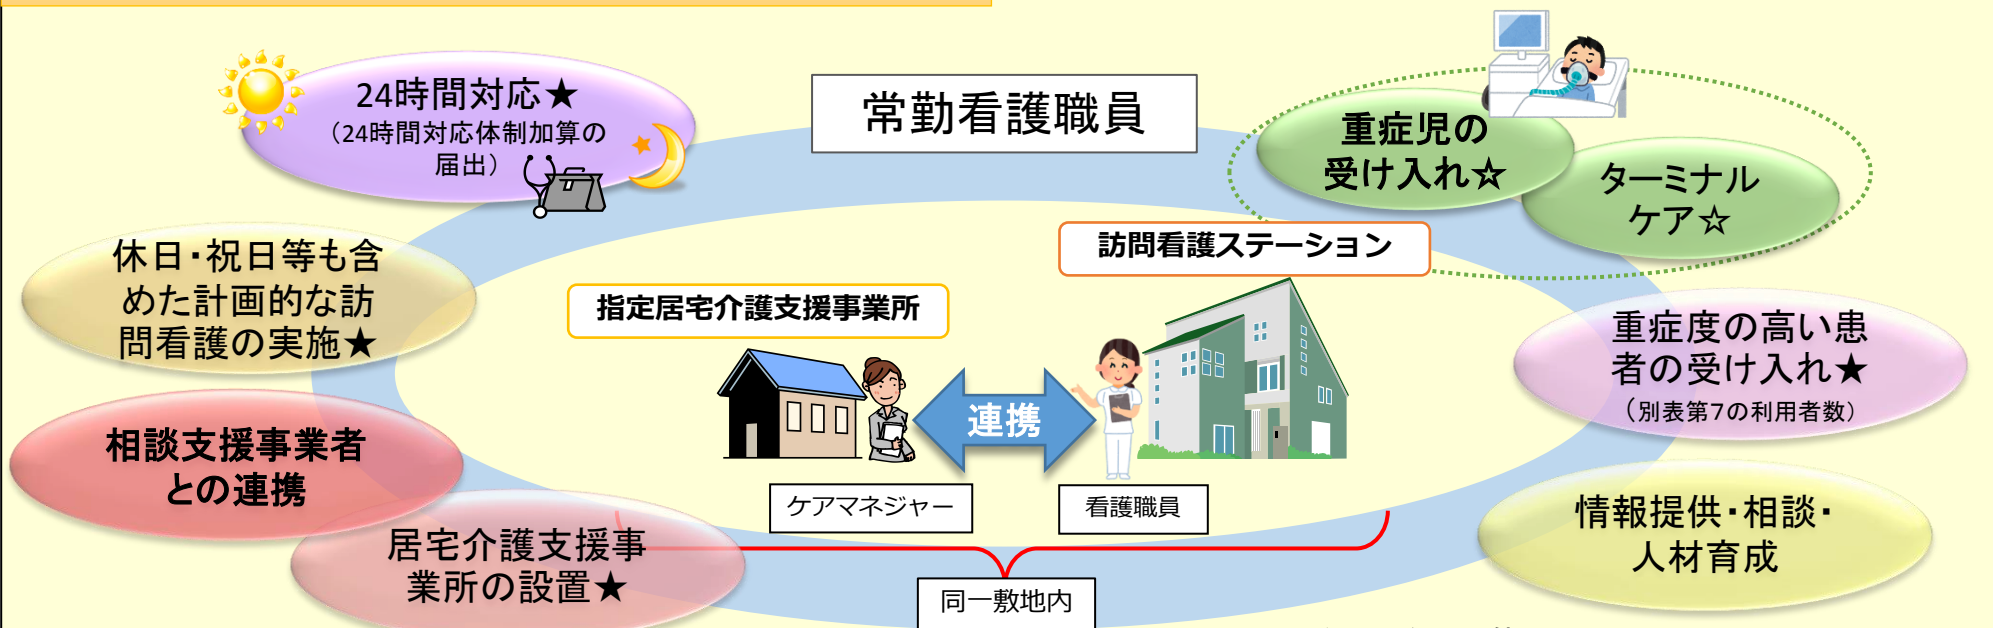 24時間対応★
（24時間対応体制加算の
届出）
常勤看護職員
重症児の
受け入れ☆
ターミナル
ケア☆
訪問看護ステーション
指定居宅介護支援事業所
休日・祝日等も含
めた計画的な訪
問看護の実施★
重症度の高い患
者の受け入れ★
（別表第7の利用者数）
連携
相談支援事業者
との連携
ケアマネジャー
看護職員
情報提供・相談・
人材育成
居宅介護支援事
業所の設置★
同一敷地内